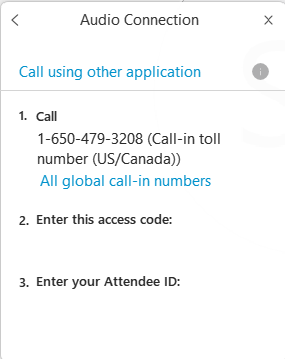 Audio Connection
Call using other application
1. Call
1-650-479-3208 (Call-in toll
number (US/Canada))
All global call-in numbers
2. Enter this access code:
3. Enter your Attendee ID: